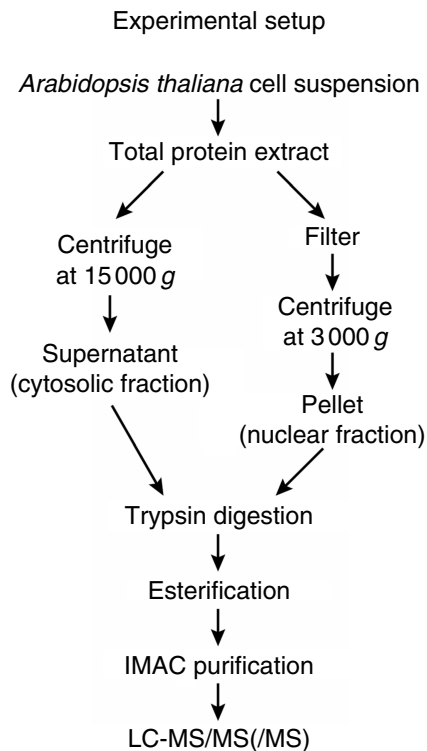 Experimental setup
Arabidopsis thaliana cell suspension
Total protein extract
Centrifuge
at 15 000 g
Supernatant
(cytosolic fraction)
Filter
Centrifuge
at 3 000 g
Pellet
(nuclear fraction)
Trypsin digestion
Esterification
IMAC purification
LC-MS/MS(/MS)